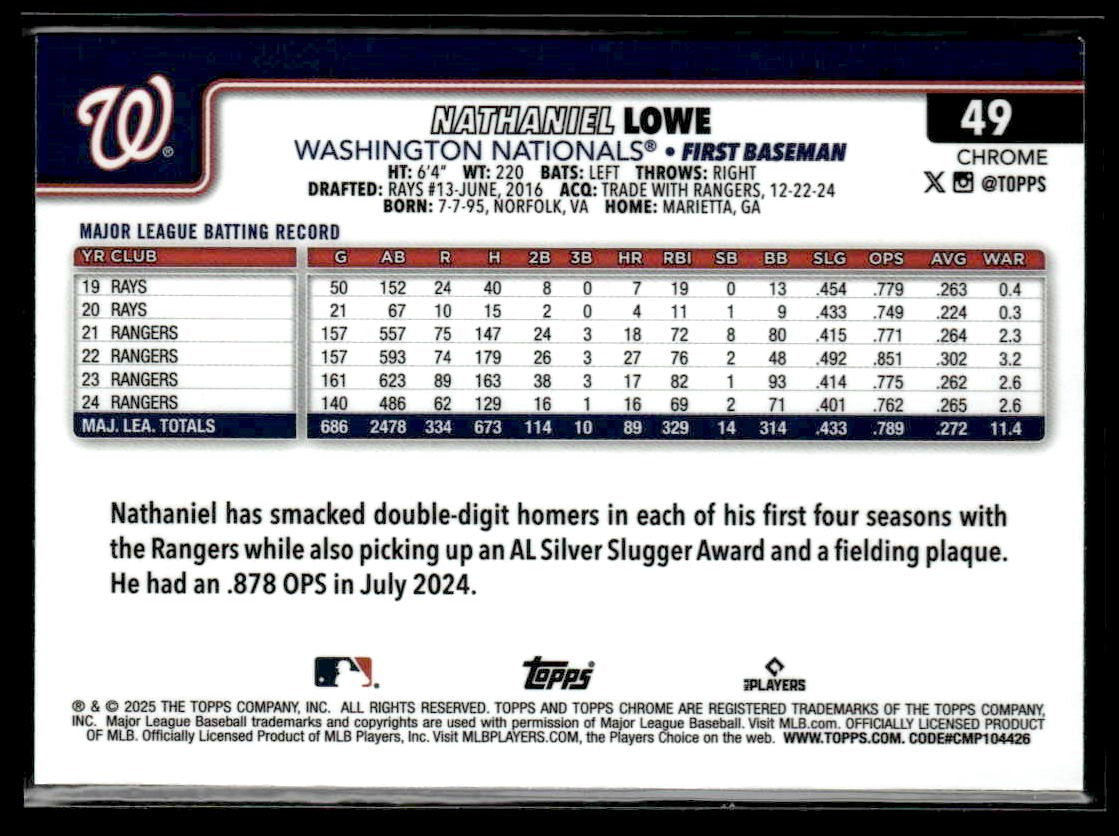 W®
NATHANIEL LOWE
49
WASHINGTON NATIONALS® • FIRST BASEMAN
CHROME
HT: 6'4" WT: 220 BATS: LEFT THROWS: RIGHT
X @TOPPS
DRAFTED: RAYS #13-JUNE, 2016 ACQ: TRADE WITH RANGERS, 12-22-24
BORN: 7-7-95, NORFOLK, VA HOME: MARIETTA, GA
MAJOR LEAGUE BATTING RECORD
YR CLUB G AB R H 2B 3B HR RBI SB BB SLG OPS AVG WAR
19 RAYS 50 152 24 40 8 0 7 19 0 13 .454 .779 .263 0.4
20 RAYS 21 67 10 15 2 0 4 11 1 9 .433 .749 .224 0.3
21 RANGERS 157 557 75 147 24 3 18 72 8 80 .415 .771 .264 2.3
22 RANGERS 157 593 74 179 26 3 27 76 2 48 .492 .851 .302 3.2
23 RANGERS 161 623 89 163 38 3 17 82 1 93 .414 .775 .262 2.6
24 RANGERS 140 486 62 129 16 1 16 69 2 71 .401 .762 .265 2.6
MAJ. LEA. TOTALS 686 2478 334 673 114 10 89 329 14 314 .433 .789 .272 11.4
Nathaniel has smacked double-digit homers in each of his first four seasons with
the Rangers while also picking up an AL Silver Slugger Award and a fielding plaque.
He had an .878 OPS in July 2024.
topps
PLAYERS
® & © 2025 THE TOPPS COMPANY, INC. ALL RIGHTS RESERVED. TOPPS AND TOPPS CHROME ARE REGISTERED TRADEMARKS OF THE TOPPS COMPANY,
INC. Major League Baseball trademarks and copyrights are used with permission of Major League Baseball. Visit MLB.com. OFFICIALLY LICENSED PRODUCT
OF MLB. Officially Licensed Product of MLB Players, Inc. Visit MLBPLAYERS.COM, the Players Choice on the web. WWW.TOPPS.COM. CODE#CMP104426